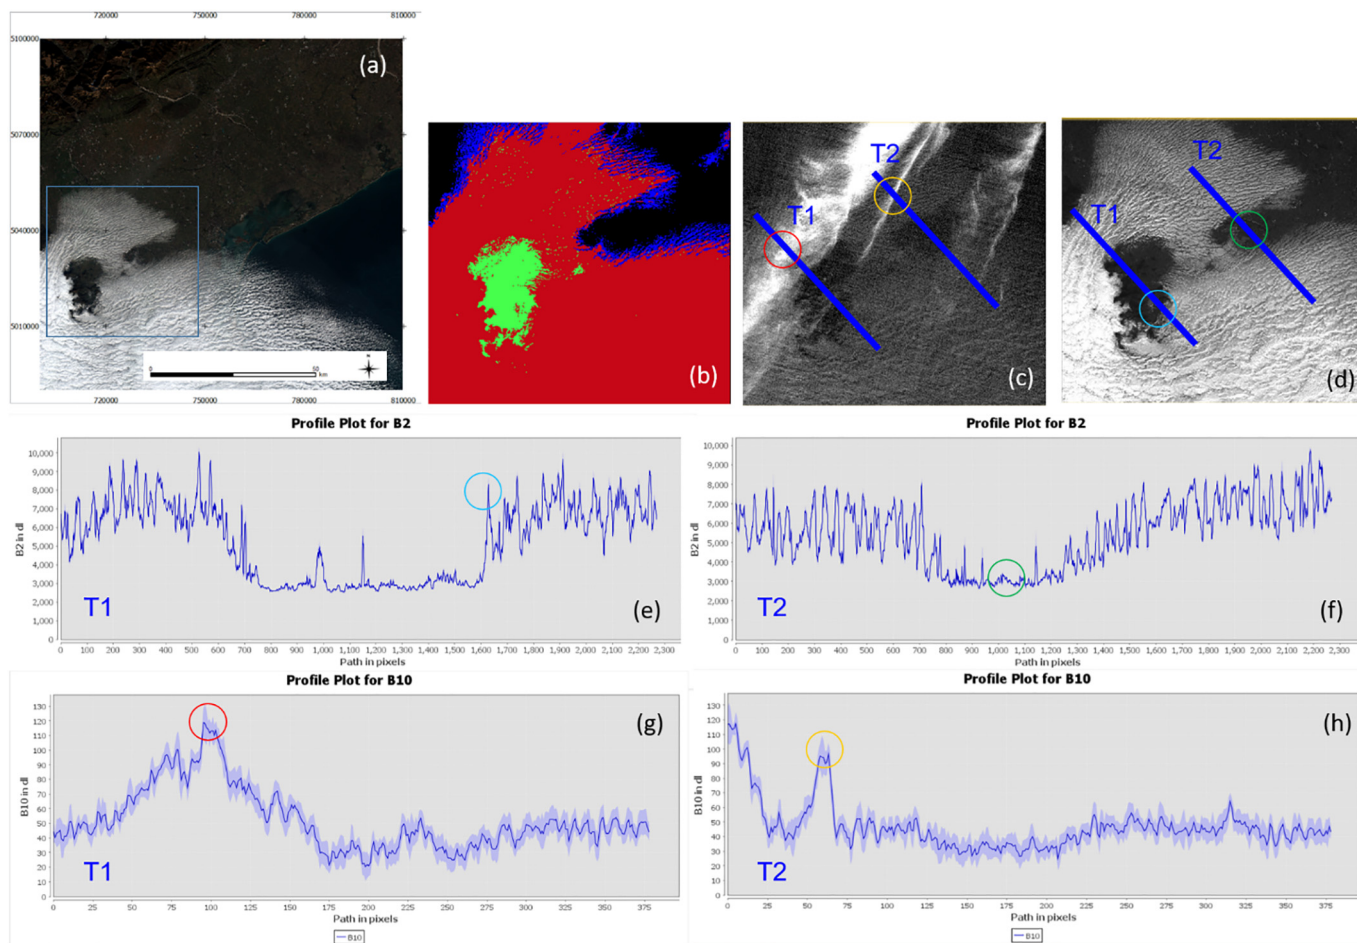 720000 750000 780000 810000
5100000
(a)
5070000
T2
T2
T1
T1
5040000
5010000
(b)
(c)
(d)
0 50
km
720000 750000 780000 810000
Profile Plot for B2
Profile Plot for B2
10,000
9,000
8,000
7,000
6,000
5,000
4,000
3,000
2,000
1,000
0
B2 in dl
T1
(e)
0 100 200 300 400 500 600 700 800 900 1,000 1,100 1,200 1,300 1,400 1,500 1,600 1,700 1,800 1,900 2,000 2,100 2,200 2,300
Path in pixels
10,000
9,000
8,000
7,000
6,000
5,000
4,000
3,000
2,000
1,000
0
B2 in dl
T2
(f)
0 100 200 300 400 500 600 700 800 900 1,000 1,100 1,200 1,300 1,400 1,500 1,600 1,700 1,800 1,900 2,000 2,100 2,200 2,300
Path in pixels
Profile Plot for B10
Profile Plot for B10
130
120
110
100
90
80
70
60
50
40
30
20
10
0
B10 in dl
T1
(g)
0 25 50 75 100 125 150 175 200 225 250 275 300 325 350 375
Path in pixels
B10
130
120
110
100
90
80
70
60
50
40
30
20
10
0
B10 in dl
T2
(h)
0 25 50 75 100 125 150 175 200 225 250 275 300 325 350 375
Path in pixels
B10